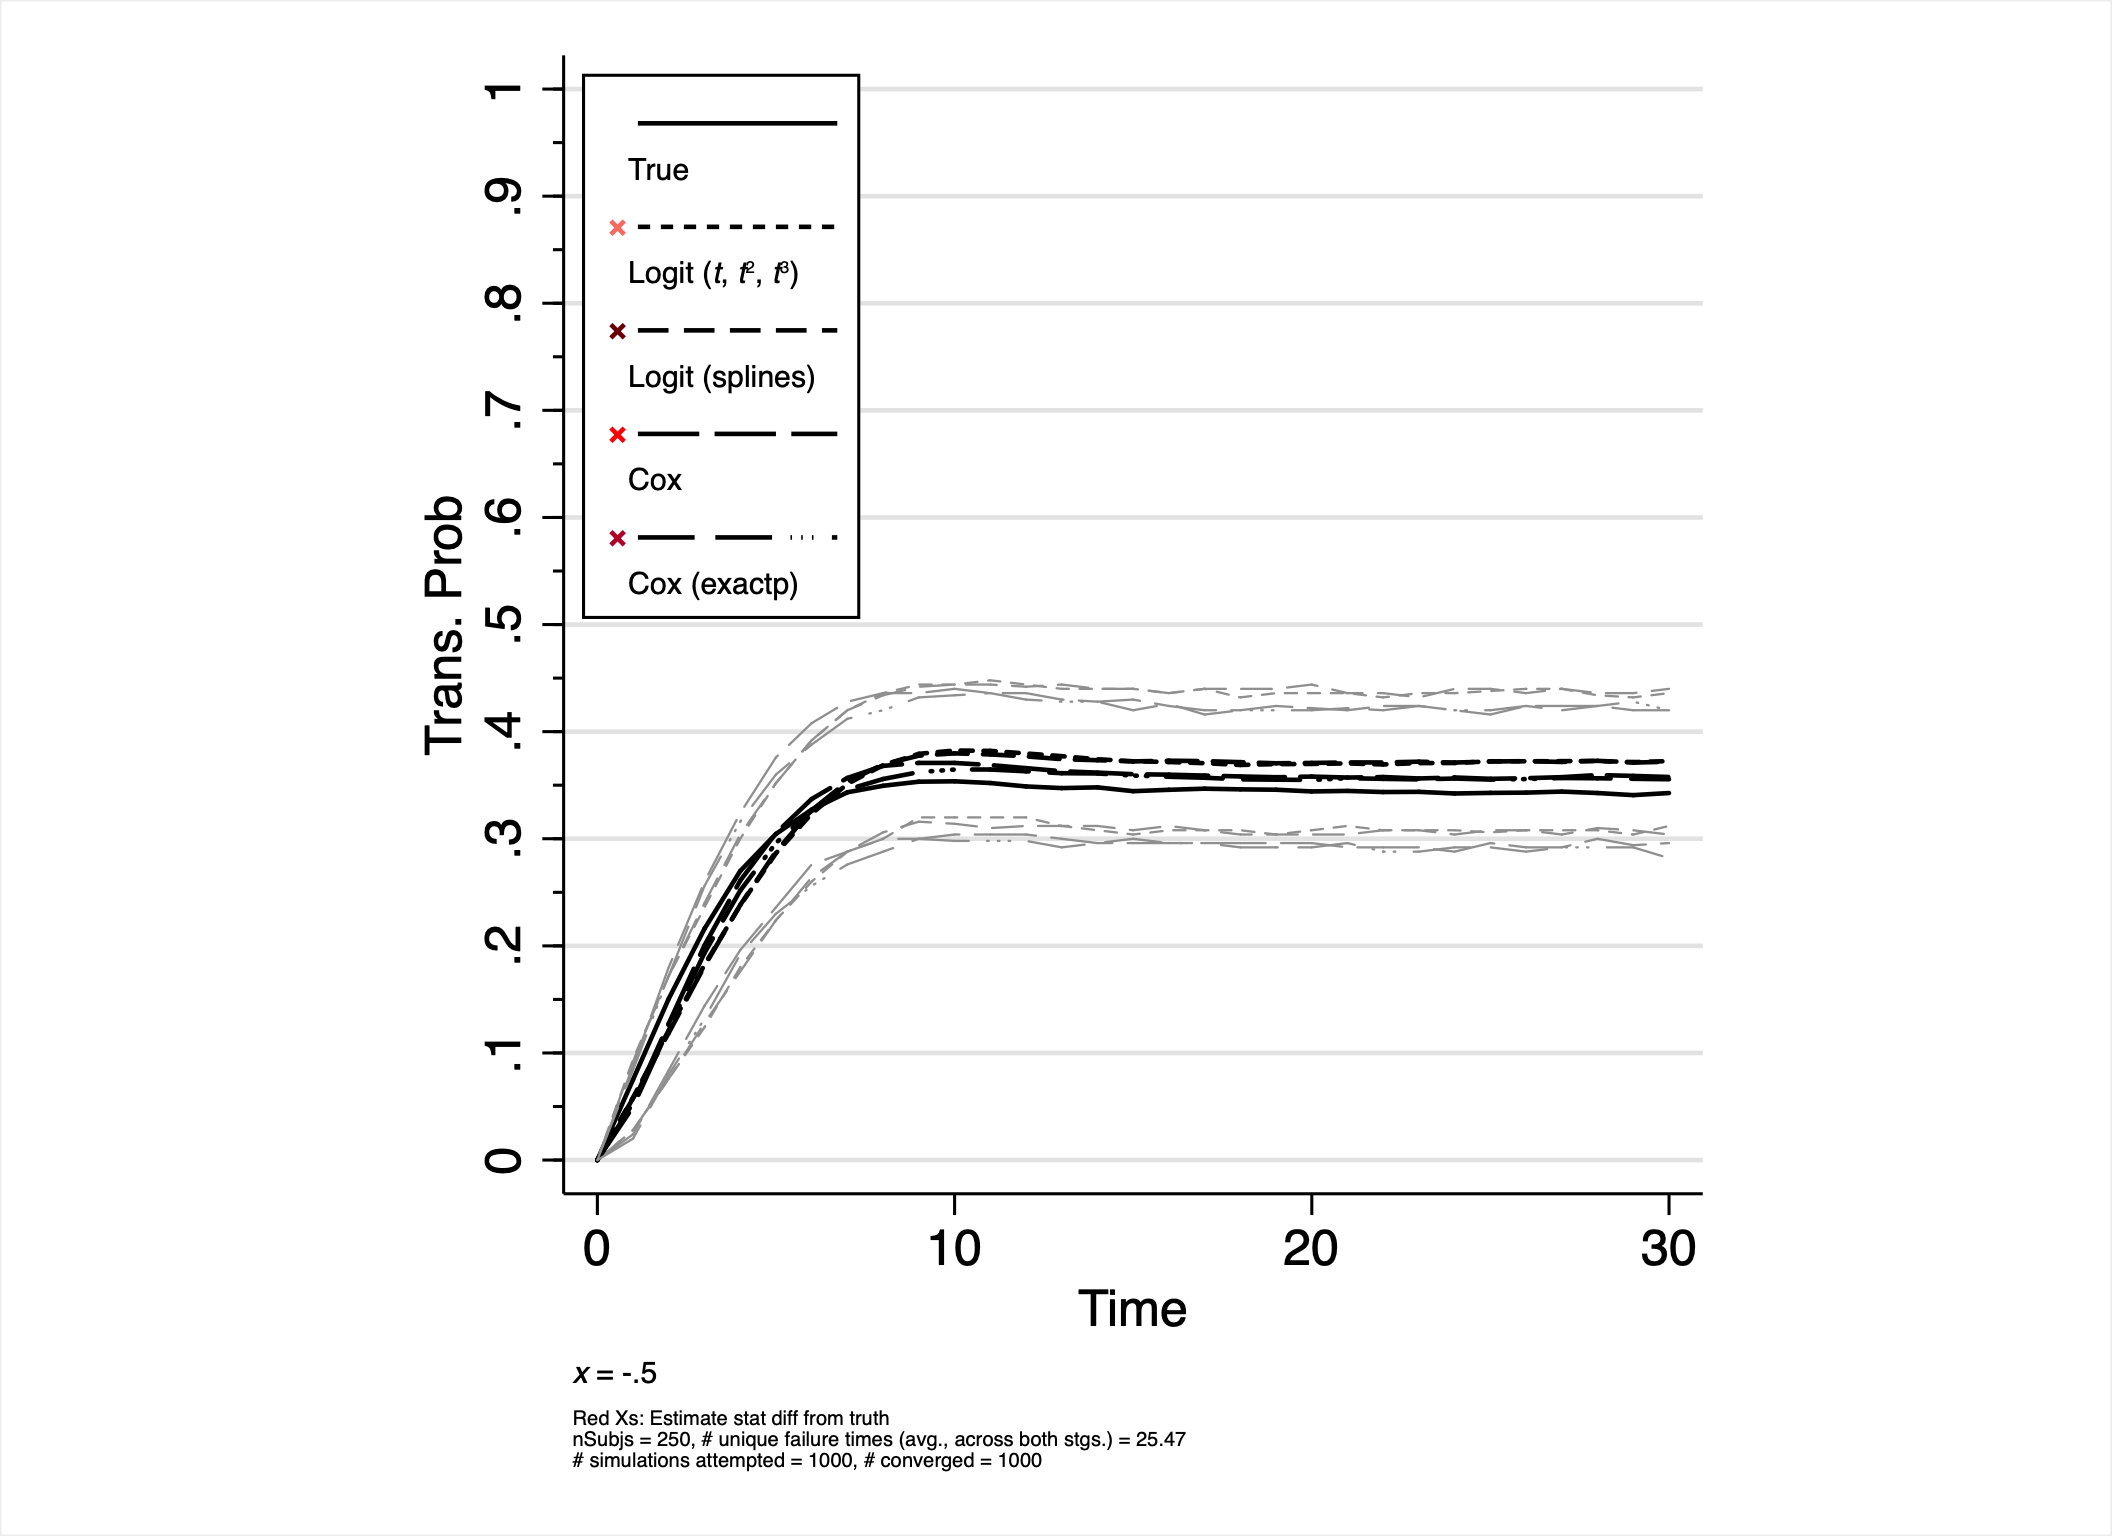 1
.9
.8
.7
.6
.5
.4
.3
.2
.1
0
Trans. Prob
True
Logit (t, t², t³)
Logit (splines)
Cox
Cox (exactp)
0 10 20 30
Time
x = -.5
Red Xs: Estimate stat diff from truth
nSubjs = 250, # unique failure times (avg., across both stgs.) = 25.47
# simulations attempted = 1000, # converged = 1000